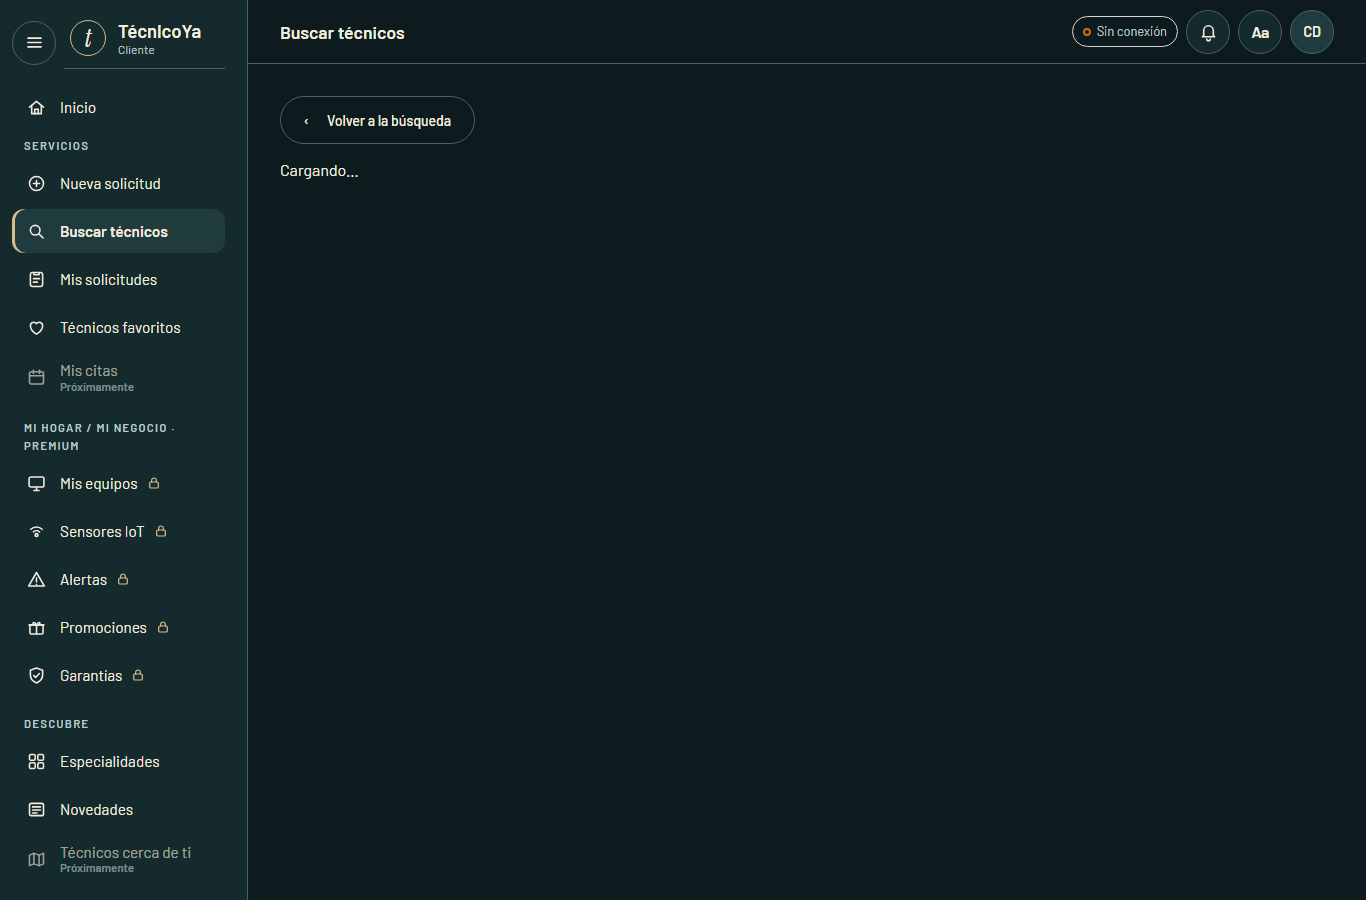 t
TécnicoYa
Cliente
Inicio
SERVICIOS
Nueva solicitud
Buscar técnicos
Mis solicitudes
Técnicos favoritos
Mis citas
Próximamente
MI HOGAR / MI NEGOCIO ·
PREMIUM
Mis equipos
Sensores IoT
Alertas
Promociones
Garantías
DESCUBRE
Especialidades
Novedades
Técnicos cerca de ti
Próximamente
Buscar técnicos
Sin conexión
Aa
CD
‹ Volver a la búsqueda
Cargando...